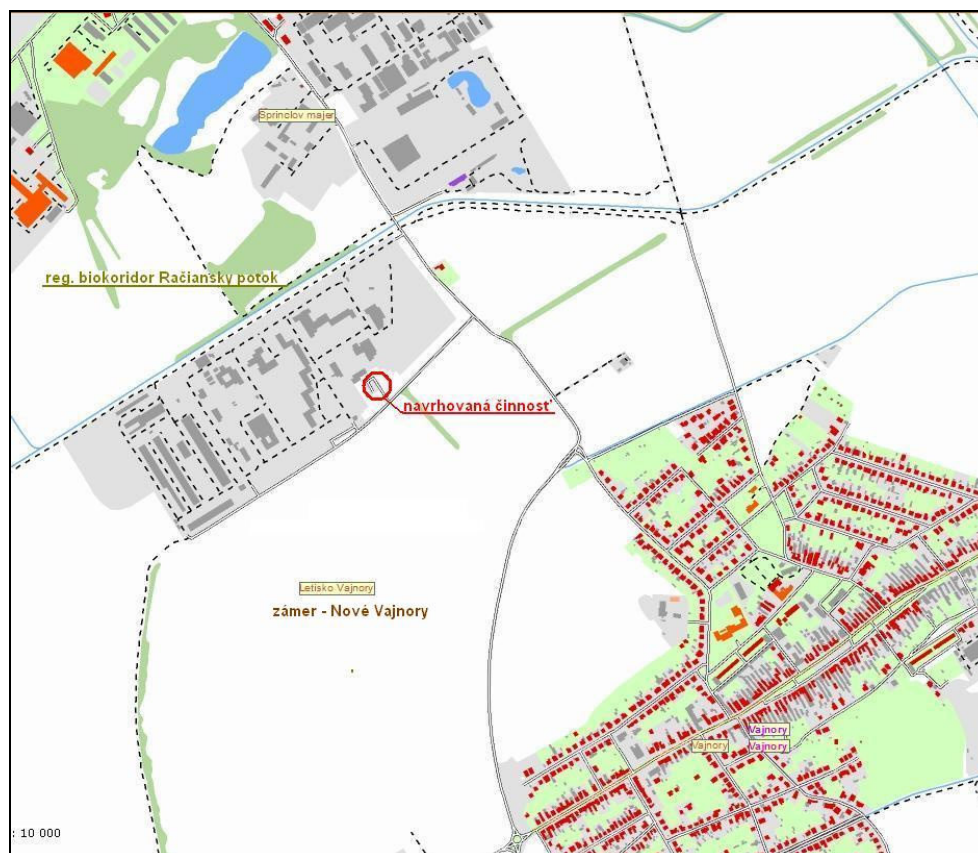 Šprinclov majer
reg. biokoridor Račiansky potok
navrhovaná činnosť
Letisko Vajnory
zámer - Nové Vajnory
Vajnory
Vajnory
Vajnory
: 10 000